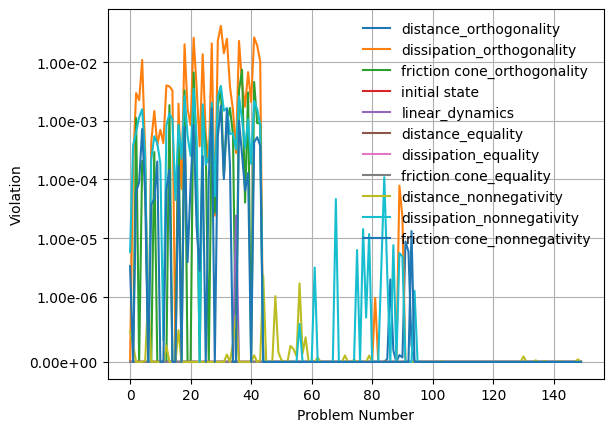 distance_orthogonality
dissipation_orthogonality
friction cone_orthogonality
initial state
linear_dynamics
distance_equality
dissipation_equality
friction cone_equality
distance_nonnegativity
dissipation_nonnegativity
friction cone_nonnegativity
1.00e-02
1.00e-03
1.00e-04
1.00e-05
1.00e-06
0.00e+00
Violation
0 20 40 60 80 100 120 140
Problem Number